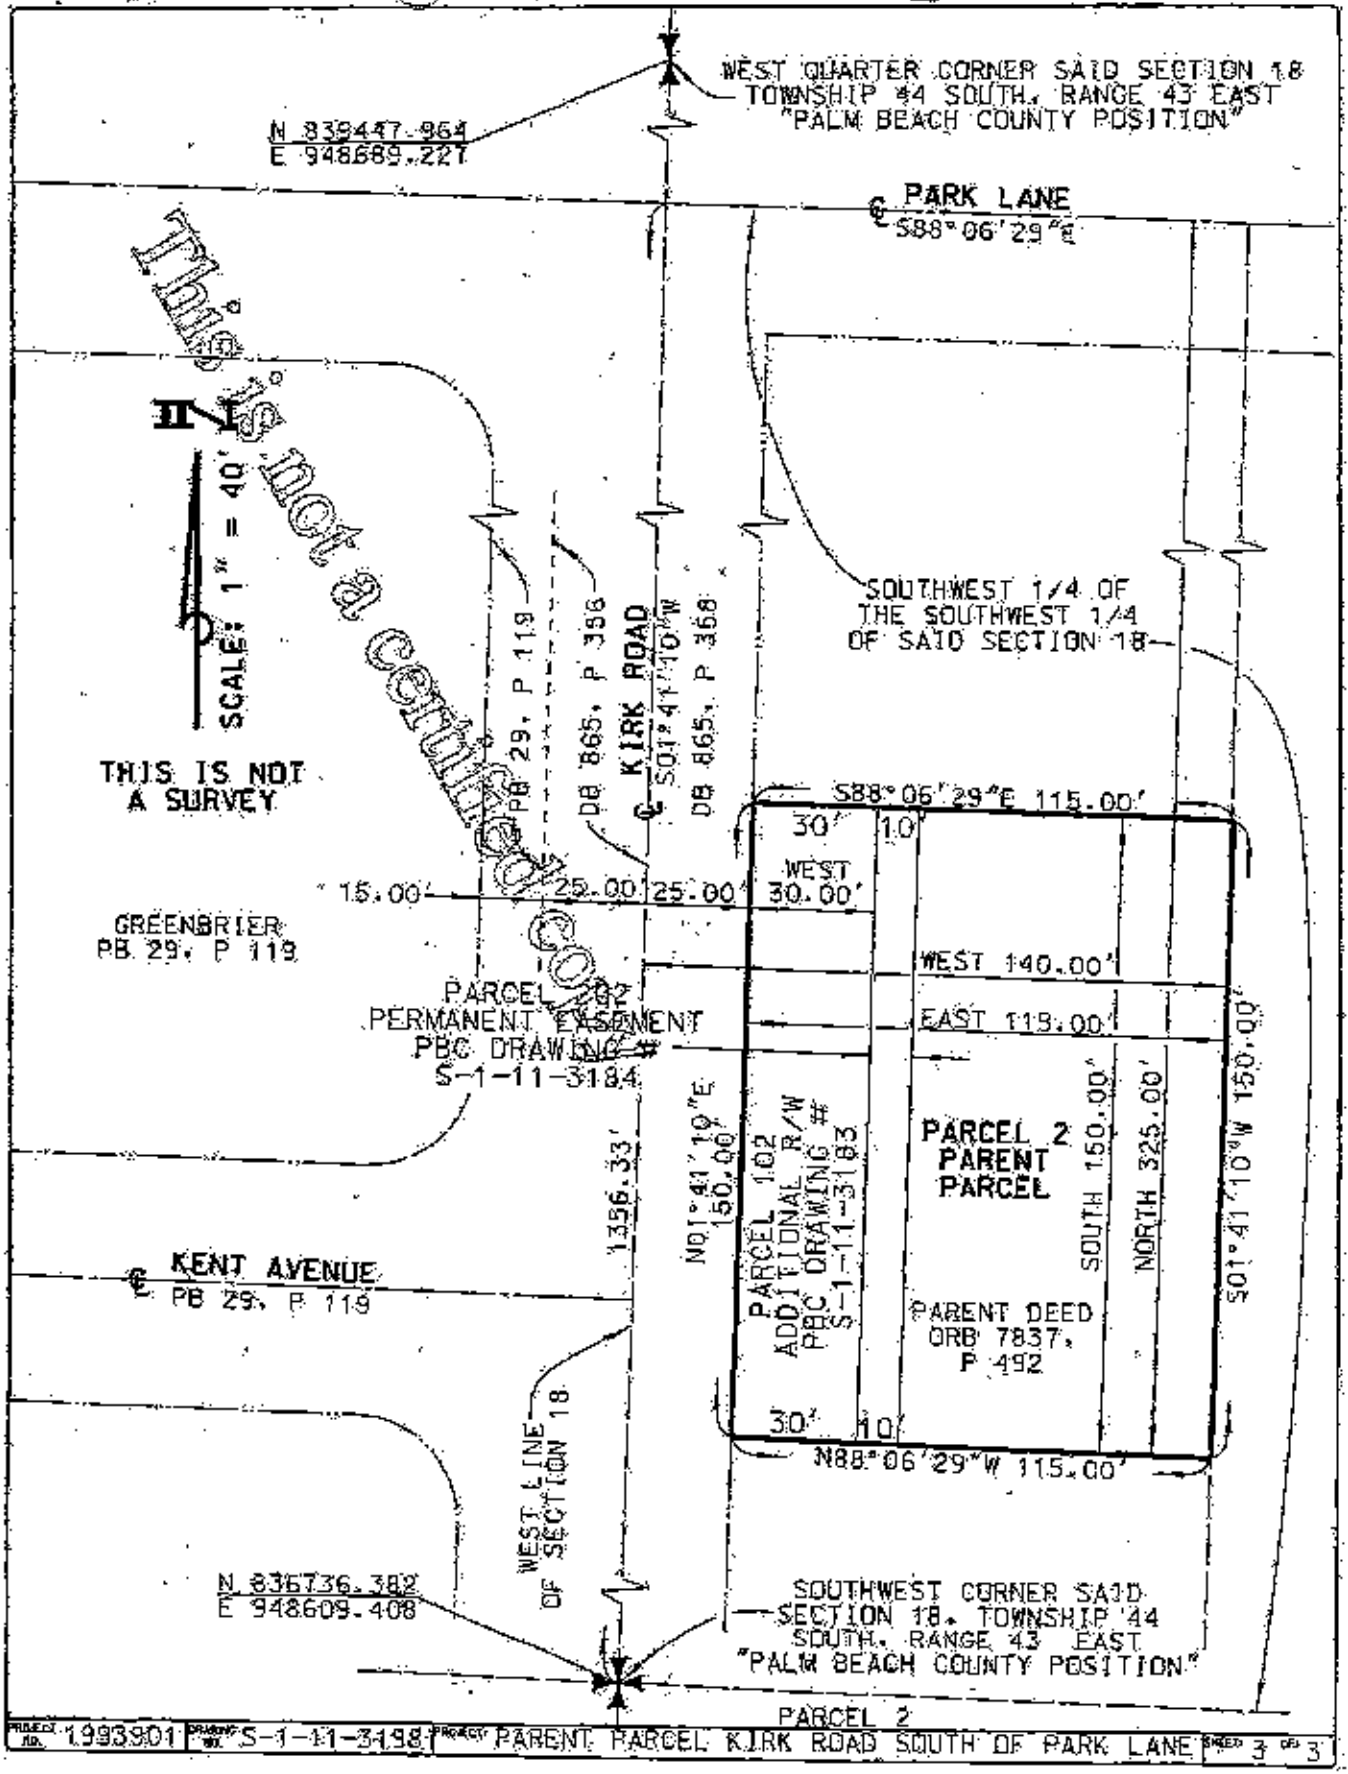 WEST QUARTER CORNER SAID SECTION 18
TOWNSHIP 44 SOUTH, RANGE 43 EAST
"PALM BEACH COUNTY POSITION"
N 839447.964
E 948689.227
℄ PARK LANE
S88°06'29"E
This is not a certified copy
SCALE: 1" = 40'
THIS IS NOT
A SURVEY
PB 29, P 119
DB 865, P 368
℄ KIRK ROAD
S01°41'10"W
DB 865, P 368
SOUTHWEST 1/4 OF
THE SOUTHWEST 1/4
OF SAID SECTION 18
S88°06'29"E 115.00'
30' 10'
WEST
15.00' 25.00' 25.00' 30.00'
GREENBRIER
PB 29, P 119
WEST 140.00'
EAST 119.00'
PARCEL 202
PERMANENT EASEMENT
PBC DRAWING #
S-1-11-3184
1356.33'
N01°41'10"E
150.00'
PARCEL 102
ADDITIONAL R/W
PBC DRAWING #
S-1-11-3183
PARCEL 2
PARENT
PARCEL
SOUTH 150.00'
NORTH 325.00'
S01°41'10"W 150.00'
℄ KENT AVENUE
PB 29, P 119
PARENT DEED
ORB 7837,
P 492
30' 10'
N88°06'29"W 115.00'
WEST LINE
OF SECTION 18
N 836736.382
E 948609.408
SOUTHWEST CORNER SAID
SECTION 18, TOWNSHIP 44
SOUTH, RANGE 43 EAST
"PALM BEACH COUNTY POSITION"
PARCEL 2
PROJECT NO. 1993901 DRAWING NO. S-1-11-3198 PROJECT: PARENT PARCEL KIRK ROAD SOUTH OF PARK LANE SHEET 3 OF 3